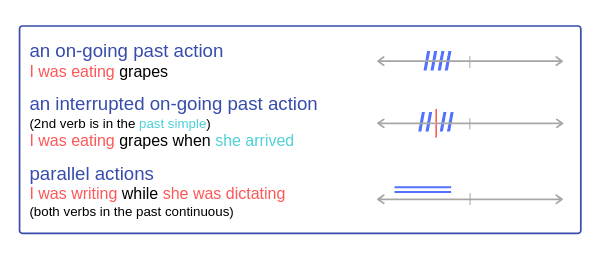 an on-going past action
I was eating grapes
an interrupted on-going past action
(2nd verb is in the past simple)
I was eating grapes when she arrived
parallel actions
I was writing while she was dictating
(both verbs in the past continuous)